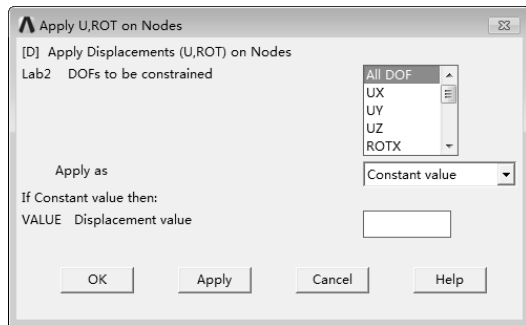 Apply U,ROT on Nodes
[D] Apply Displacements (U,ROT) on Nodes
Lab2 DOFs to be constrained
All DOF
UX
UY
UZ
ROTX
Apply as
Constant value
If Constant value then:
VALUE Displacement value
OK Apply Cancel Help